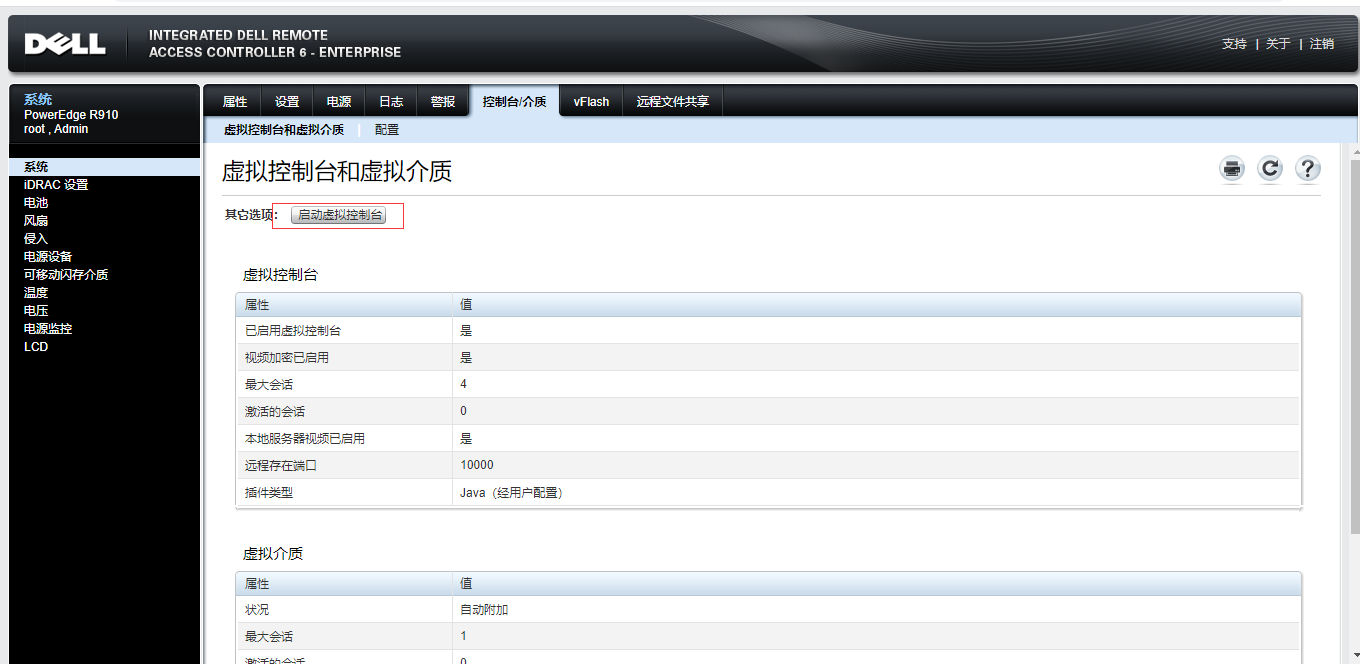 DELL
INTEGRATED DELL REMOTE
ACCESS CONTROLLER 6 - ENTERPRISE
支持 | 关于 | 注销
系统
PowerEdge R910
root , Admin
属性 设置 电源 日志 警报 控制台/介质 vFlash 远程文件共享
虚拟控制台和虚拟介质 | 配置
系统
iDRAC 设置
电池
风扇
侵入
电源设备
可移动闪存介质
温度
电压
电源监控
LCD
虚拟控制台和虚拟介质
其它选项: 启动虚拟控制台
虚拟控制台
属性 值
已启用虚拟控制台 是
视频加密已启用 是
最大会话 4
激活的会话 0
本地服务器视频已启用 是
远程存在端口 10000
插件类型 Java（经用户配置）
虚拟介质
属性 值
状况 自动附加
最大会话 1
激活的会话 0